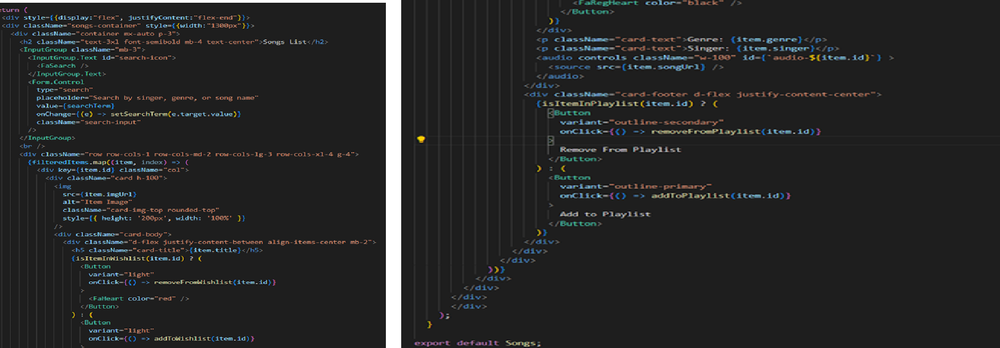 eturn (
<div style={{display:"flex", justifyContent:"flex-end"}}>
<div className="songs-container" style={{width:"1300px"}}>
<div className="container mx-auto p-3">
<h2 className="text-3xl font-semibold mb-4 text-center">Songs List</h2>
<InputGroup className="mb-3">
<InputGroup.Text id="search-icon">
<FaSearch />
</InputGroup.Text>
<Form.Control
type="search"
placeholder="Search by singer, genre, or song name"
value={searchTerm}
onChange={(e) => setSearchTerm(e.target.value)}
className="search-input"
/>
</InputGroup>
<br />
<div className="row row-cols-1 row-cols-md-2 row-cols-lg-3 row-cols-xl-4 g-4">
{filteredItems.map((item, index) => (
<div key={item.id} className="col">
<div className="card h-100">
<img
src={item.imgUrl}
alt="Item Image"
className="card-img-top rounded-top"
style={{ height: '200px', width: '100%' }}
/>
<div className="card-body">
<div className="d-flex justify-content-between align-items-center mb-2">
<h5 className="card-title">{item.title}</h5>
{isItemInWishlist(item.id) ? (
<Button
variant="light"
onClick={() => removeFromWishlist(item.id)}
>
<FaHeart color="red" />
</Button>
) : (
<Button
variant="light"
onClick={() => addToWishlist(item.id)}
>
<FaRegHeart color="black" />
</Button>
)}
</div>
<p className="card-text">Genre: {item.genre}</p>
<p className="card-text">Singer: {item.singer}</p>
<audio controls className="w-100" id={`audio-${item.id}`} >
<source src={item.songUrl} />
</audio>
</div>
<div className="card-footer d-flex justify-content-center">
{isItemInPlaylist(item.id) ? (
<Button
variant="outline-secondary"
onClick={() => removeFromPlaylist(item.id)}
>
Remove From Playlist
</Button>
) : (
<Button
variant="outline-primary"
onClick={() => addToPlaylist(item.id)}
>
Add to Playlist
</Button>
)}
</div>
</div>
</div>
))}
</div>
</div>
</div>
</div>
);
}
export default Songs;